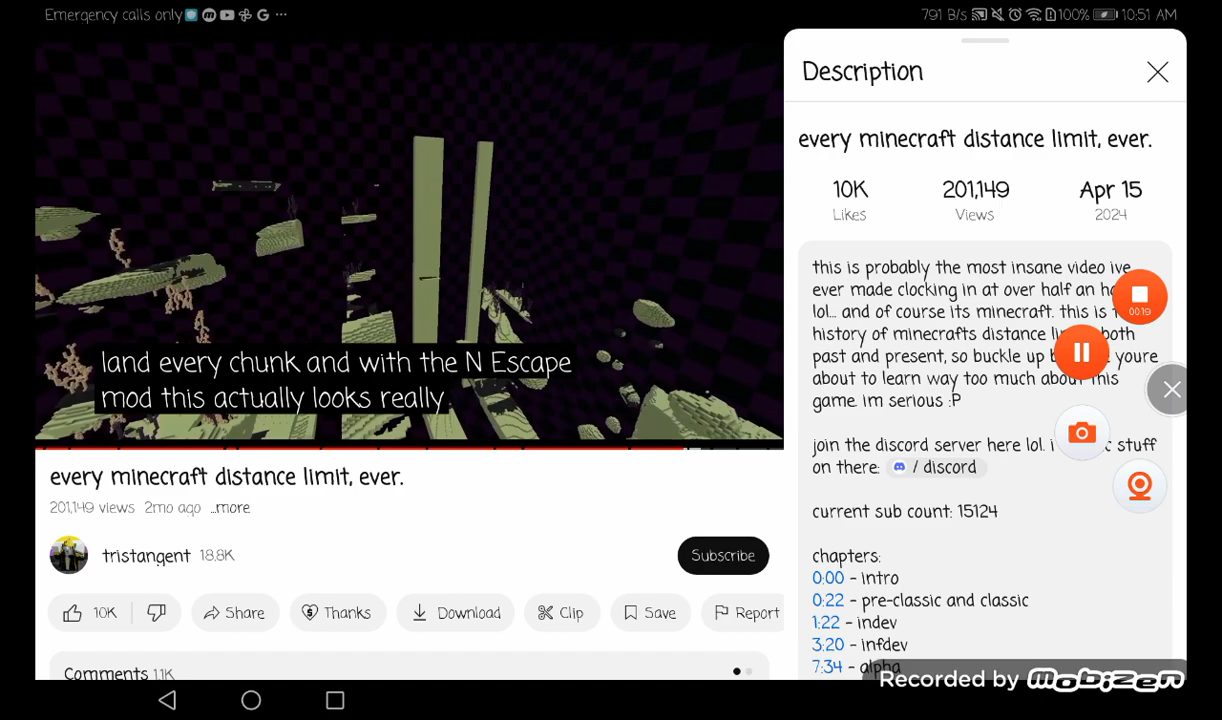 Emergency calls only
791 B/s 100% 10:51 AM
land every chunk and with the N Escape
mod this actually looks really
every minecraft distance limit, ever.
201,149 views 2mo ago ...more
tristangent 18.8K
Subscribe
10K Share Thanks Download Clip Save Report
Comments 1.1K
Description
every minecraft distance limit, ever.
10K 201,149 Apr 15
Likes Views 2024
this is probably the most insane video ive
ever made clocking in at over half an
lol... and of course its minecraft. this is
history of minecrafts distance both
past and present, so buckle up youre
about to learn way too much about this
game. im serious :P
join the discord server here lol. stuff
on there: / discord
current sub count: 15124
chapters:
0:00 - intro
0:22 - pre-classic and classic
1:22 - indev
3:20 - infdev
7:34 - alpha
00:19
Recorded by mobizen